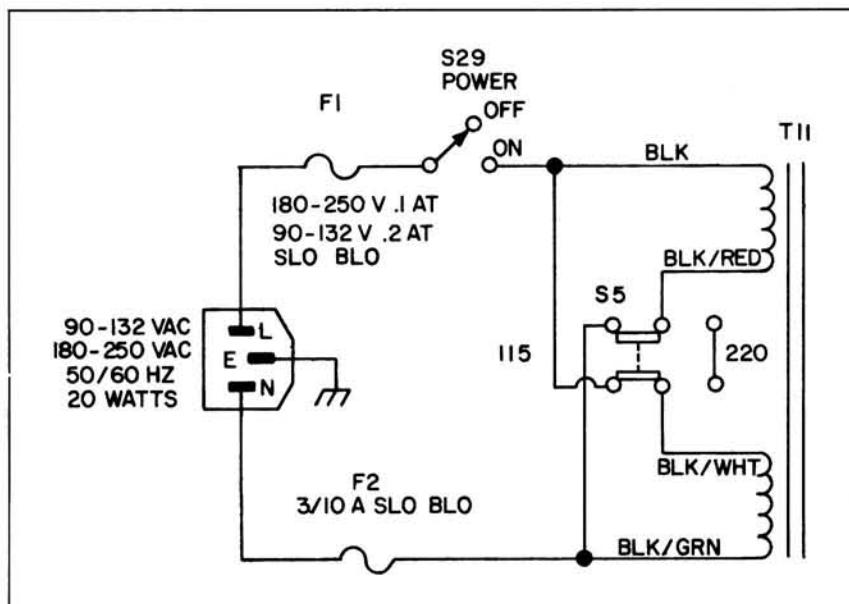 S29
POWER
OFF
ON
F1
180-250 V .1 AT
90-132 V .2 AT
SLO BLO
T11
BLK
BLK/RED
S5
90-132 VAC
180-250 VAC
50/60 HZ
20 WATTS
L
E
N
115
220
BLK/WHT
F2
3/10 A SLO BLO
BLK/GRN